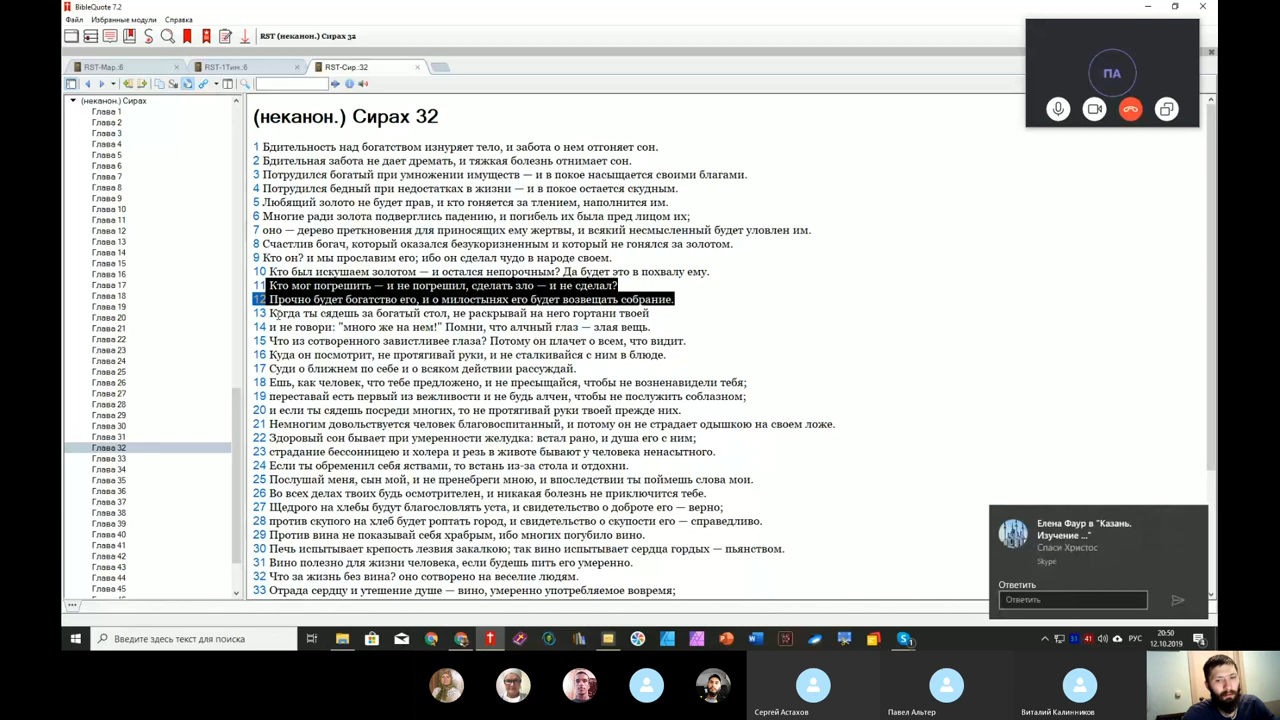 BibleQuote 7.2
Файл Избранные модули Справка
RST (неканон.) Сирах 32
RST-Мар.:6 RST-1Тим.:6 RST-Сир.:32
ПА
(неканон.) Сирах
Глава 1
Глава 2
Глава 3
Глава 4
Глава 5
Глава 6
Глава 7
Глава 8
Глава 9
Глава 10
Глава 11
Глава 12
Глава 13
Глава 14
Глава 15
Глава 16
Глава 17
Глава 18
Глава 19
Глава 20
Глава 21
Глава 22
Глава 23
Глава 24
Глава 25
Глава 26
Глава 27
Глава 28
Глава 29
Глава 30
Глава 31
Глава 32
Глава 33
Глава 34
Глава 35
Глава 36
Глава 37
Глава 38
Глава 39
Глава 40
Глава 41
Глава 42
Глава 43
Глава 44
Глава 45
(неканон.) Сирах 32
1 Бдительность над богатством изнуряет тело, и забота о нем отгоняет сон.
2 Бдительная забота не дает дремать, и тяжкая болезнь отнимает сон.
3 Потрудился богатый при умножении имуществ — и в покое насыщается своими благами.
4 Потрудился бедный при недостатках в жизни — и в покое остается скудным.
5 Любящий золото не будет прав, и кто гоняется за тлением, наполнится им.
6 Многие ради золота подверглись падению, и погибель их была пред лицом их;
7 оно — дерево преткновения для приносящих ему жертвы, и всякий несмысленный будет уловлен им.
8 Счастлив богач, который оказался безукоризненным и который не гонялся за золотом.
9 Кто он? и мы прославим его; ибо он сделал чудо в народе своем.
10 Кто был искушаем золотом — и остался непорочным? Да будет это в похвалу ему.
11 Кто мог погрешить — и не погрешил, сделать зло — и не сделал?
12 Прочно будет богатство его, и о милостынях его будет возвещать собрание.
13 Когда ты сядешь за богатый стол, не раскрывай на него гортани твоей
14 и не говори: "много же на нем!" Помни, что алчный глаз — злая вещь.
15 Что из сотворенного завистливее глаза? Потому он плачет о всем, что видит.
16 Куда он посмотрит, не протягивай руки, и не сталкивайся с ним в блюде.
17 Суди о ближнем по себе и о всяком действии рассуждай.
18 Ешь, как человек, что тебе предложено, и не пресыщайся, чтобы не возненавидели тебя;
19 переставай есть первый из вежливости и не будь алчен, чтобы не послужить соблазном;
20 и если ты сядешь посреди многих, то не протягивай руки твоей прежде них.
21 Немногим довольствуется человек благовоспитанный, и потому он не страдает одышкою на своем ложе.
22 Здоровый сон бывает при умеренности желудка: встал рано, и душа его с ним;
23 страдание бессонницею и холера и резь в животе бывают у человека ненасытного.
24 Если ты обременил себя яствами, то встань из-за стола и отдохни.
25 Послушай меня, сын мой, и не пренебреги мною, и впоследствии ты поймешь слова мои.
26 Во всех делах твоих будь осмотрителен, и никакая болезнь не приключится тебе.
27 Щедрого на хлебы будут благословлять уста, и свидетельство о доброте его — верно;
28 против скупого на хлеб будет роптать город, и свидетельство о скупости его — справедливо.
29 Против вина не показывай себя храбрым, ибо многих погубило вино.
30 Печь испытывает крепость лезвия закалкою; так вино испытывает сердца гордых — пьянством.
31 Вино полезно для жизни человека, если будешь пить его умеренно.
32 Что за жизнь без вина? оно сотворено на веселие людям.
33 Отрада сердцу и утешение душе — вино, умеренно употребляемое вовремя;
Елена Фаур в "Казань.
Изучение ..."
Спаси Христос
Skype
Ответить
Ответить
Введите здесь текст для поиска
31 41 РУС
20:50
12.10.2019
4
Сергей Астахов
Павел Альтер
Виталий Калинников